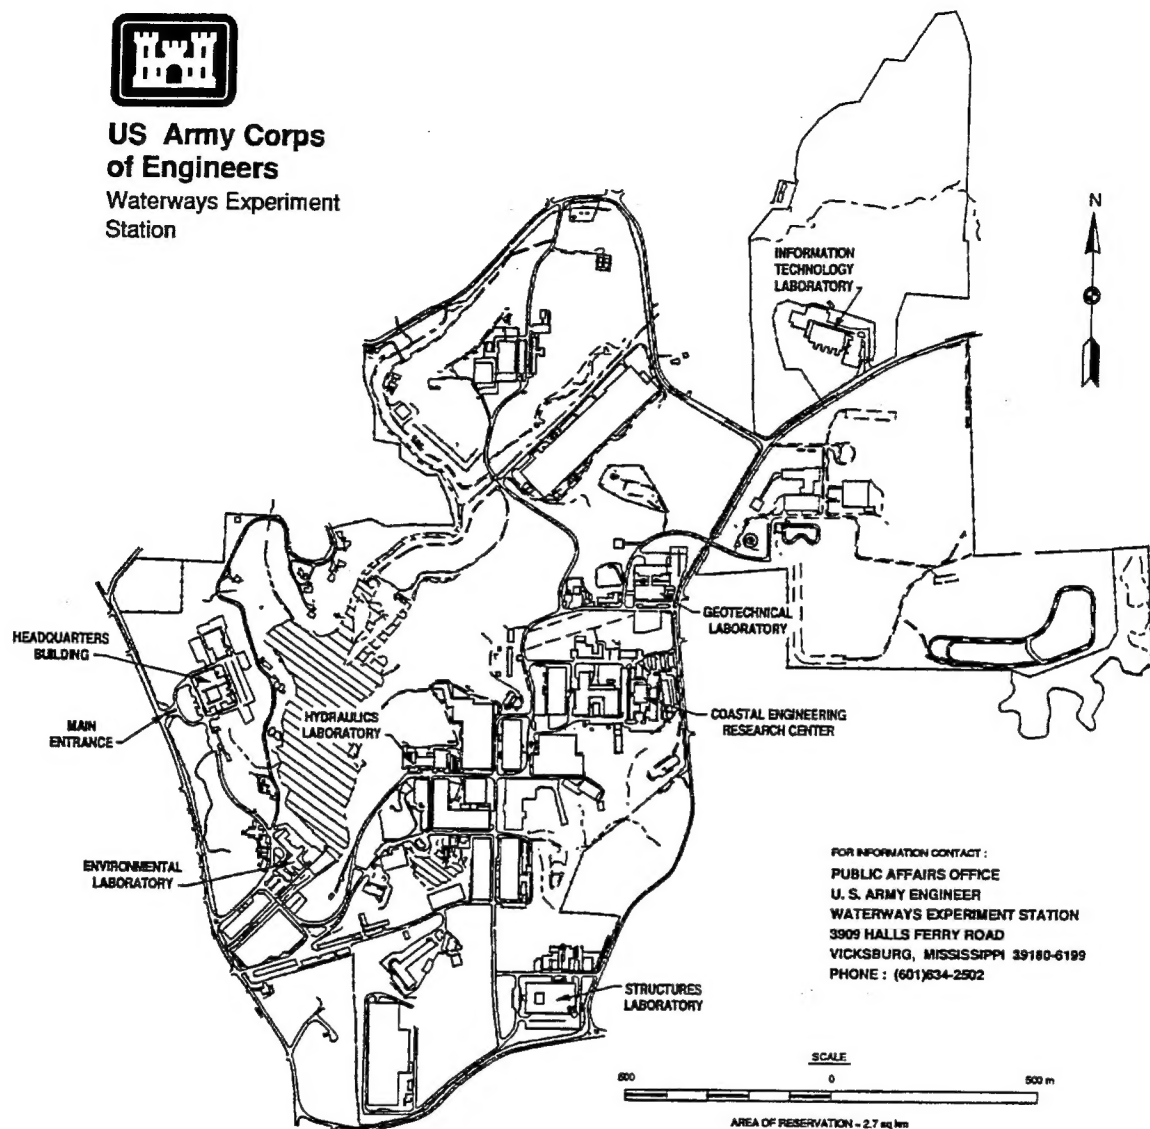 US Army Corps
of Engineers
Waterways Experiment
Station
N
INFORMATION
TECHNOLOGY
LABORATORY
HEADQUARTERS
BUILDING
MAIN
ENTRANCE
HYDRAULICS
LABORATORY
GEOTECHNICAL
LABORATORY
COASTAL ENGINEERING
RESEARCH CENTER
ENVIRONMENTAL
LABORATORY
STRUCTURES
LABORATORY
FOR INFORMATION CONTACT :
PUBLIC AFFAIRS OFFICE
U. S. ARMY ENGINEER
WATERWAYS EXPERIMENT STATION
3909 HALLS FERRY ROAD
VICKSBURG, MISSISSIPPI 39180-6199
PHONE : (601)634-2502
SCALE
500 0 500 m
AREA OF RESERVATION - 2.7 sq km